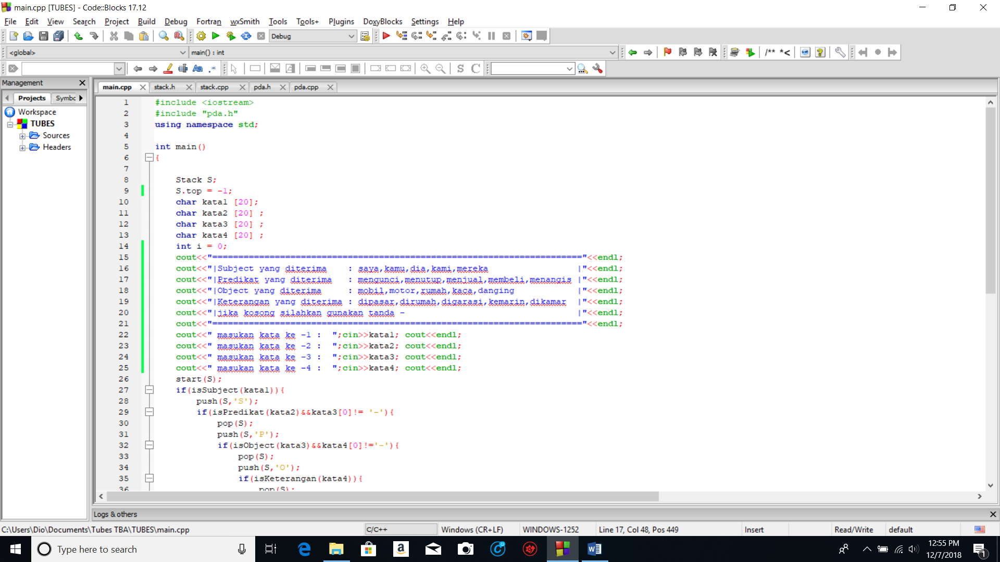 main.cpp [TUBES] - Code::Blocks 17.12
File Edit View Search Project Build Debug Fortran wxSmith Tools Tools+ Plugins DoxyBlocks Settings Help
Debug
<global> main() : int /** *<
Aa .* S C
Management
main.cpp stack.h stack.cpp pda.h pda.cpp
Projects Symbc
Workspace
TUBES
Sources
Headers
1 #include <iostream>
2 #include "pda.h"
3 using namespace std;
4
5 int main()
6 {
7
8 Stack S;
9 S.top = -1;
10 char kata1 [20];
11 char kata2 [20] ;
12 char kata3 [20] ;
13 char kata4 [20] ;
14 int i = 0;
15 cout<<"======================================================================="<<endl;
16 cout<<"|Subject yang diterima    : saya,kamu,dia,kami,mereka                 |"<<endl;
17 cout<<"|Predikat yang diterima   : mengunci,menutup,menjual,membeli,menangis |"<<endl;
18 cout<<"|Object yang diterima     : mobil,motor,rumah,kaca,danging            |"<<endl;
19 cout<<"|Keterangan yang diterima : dipasar,dirumah,digarasi,kemarin,dikamar  |"<<endl;
20 cout<<"|jika kosong silahkan gunakan tanda -                                 |"<<endl;
21 cout<<"======================================================================="<<endl;
22 cout<<" masukan kata ke -1 :  ";cin>>kata1; cout<<endl;
23 cout<<" masukan kata ke -2 :  ";cin>>kata2; cout<<endl;
24 cout<<" masukan kata ke -3 :  ";cin>>kata3; cout<<endl;
25 cout<<" masukan kata ke -4 :  ";cin>>kata4; cout<<endl;
26 start(S);
27 if(isSubject(kata1)){
28 push(S,'S');
29 if(isPredikat(kata2)&&kata3[0]!= '-'){
30 pop(S);
31 push(S,'P');
32 if(isObject(kata3)&&kata4[0]!='-'){
33 pop(S);
34 push(S,'O');
35 if(isKeterangan(kata4)){
36 pop(S);
Logs & others
C:\Users\Dio\Documents\Tubes TBA\TUBES\main.cpp C/C++ Windows (CR+LF) WINDOWS-1252 Line 17, Col 48, Pos 449 Insert Read/Write default
Type here to search
12:55 PM
12/7/2018
1